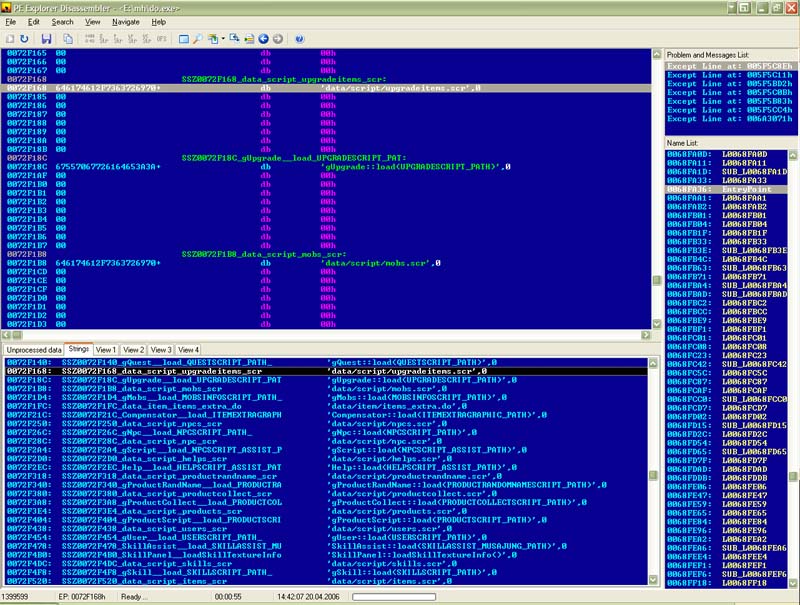 PE Explorer Disassembler - <E:\mh\do.exe>
File Edit Search View Navigate Help
0072F165 00 db 00h
0072F166 00 db 00h
0072F167 00 db 00h
0072F168 SSZ0072F168_data_script_upgradeitems_scr:
0072F168 646174612F7363726970+ db 'data/script/upgradeitems.scr',0
0072F185 00 db 00h
0072F186 00 db 00h
0072F187 00 db 00h
0072F188 00 db 00h
0072F189 00 db 00h
0072F18A 00 db 00h
0072F18B 00 db 00h
0072F18C SSZ0072F18C_gUpgrade__load_UPGRADESCRIPT_PAT:
0072F18C 67557067726164653A3A+ db 'gUpgrade::load(UPGRADESCRIPT_PATH)',0
0072F1AF 00 db 00h
0072F1B0 00 db 00h
0072F1B1 00 db 00h
0072F1B2 00 db 00h
0072F1B3 00 db 00h
0072F1B4 00 db 00h
0072F1B5 00 db 00h
0072F1B6 00 db 00h
0072F1B7 00 db 00h
0072F1B8 SSZ0072F1B8_data_script_mobs_scr:
0072F1B8 646174612F7363726970+ db 'data/script/mobs.scr',0
0072F1CD 00 db 00h
0072F1CE 00 db 00h
0072F1CF 00 db 00h
0072F1D0 00 db 00h
0072F1D1 00 db 00h
0072F1D2 00 db 00h
0072F1D3 00 db 00h
Problem and Messages List:
Except Line at: 005F5C8Eh
Except Line at: 005F5C11h
Except Line at: 005F5BD2h
Except Line at: 005F5C0Bh
Except Line at: 005F5B83h
Except Line at: 005F5CC4h
Except Line at: 006A3071h
Name List:
0068FA0D: L0068FA0D
0068FA11: L0068FA11
0068FA1D: SUB_L0068FA1D
0068FA33: L0068FA33
0068FA36: EntryPoint
0068FAA1: L0068FAA1
0068FAB2: L0068FAB2
0068FB01: L0068FB01
0068FB04: L0068FB04
0068FB1F: L0068FB1F
0068FB33: L0068FB33
0068FB3E: SUB_L0068FB3E
0068FB4C: L0068FB4C
0068FB63: SUB_L0068FB63
0068FB71: L0068FB71
0068FBA4: SUB_L0068FBA4
0068FBAD: SUB_L0068FBAD
0068FBC2: L0068FBC2
0068FBCC: L0068FBCC
0068FBE9: L0068FBE9
0068FBF1: L0068FBF1
0068FC01: L0068FC01
0068FC08: L0068FC08
0068FC23: L0068FC23
0068FC42: SUB_L0068FC42
0068FC5C: L0068FC5C
0068FC87: L0068FC87
0068FCAF: L0068FCAF
0068FCC0: SUB_L0068FCC0
0068FCD7: L0068FCD7
0068FD02: L0068FD02
0068FD15: SUB_L0068FD15
0068FD2C: L0068FD2C
0068FD54: L0068FD54
0068FD65: SUB_L0068FD65
0068FD7F: L0068FD7F
0068FDAD: L0068FDAD
0068FDDB: L0068FDDB
0068FE06: L0068FE06
0068FE47: L0068FE47
0068FE59: L0068FE59
0068FE65: L0068FE65
0068FE84: L0068FE84
0068FE96: L0068FE96
0068FEA2: L0068FEA2
0068FEA6: SUB_L0068FEA6
0068FEE4: L0068FEE4
0068FEF1: L0068FEF1
0068FF18: SUB_L0068FF18
Unprocessed data Strings View 1 View 2 View 3 View 4
0072F140: SSZ0072F140_gQuest__load_QUESTSCRIPT_PATH_ 'gQuest::load(QUESTSCRIPT_PATH)',0
0072F168: SSZ0072F168_data_script_upgradeitems_scr 'data/script/upgradeitems.scr',0
0072F18C: SSZ0072F18C_gUpgrade__load_UPGRADESCRIPT_PAT 'gUpgrade::load(UPGRADESCRIPT_PATH)',0
0072F1B8: SSZ0072F1B8_data_script_mobs_scr 'data/script/mobs.scr',0
0072F1D4: SSZ0072F1D4_gMobs__load_MOBSINFOSCRIPT_PATH_ 'gMobs::load(MOBSINFOSCRIPT_PATH)',0
0072F1FC: SSZ0072F1FC_data_item_items_extra_do 'data/item/items_extra.do',0
0072F21C: SSZ0072F21C_Compensator__load_ITEMEXTRAGRAPH 'Compensator::load(ITEMEXTRAGRAPHIC_PATH)',0
0072F250: SSZ0072F250_data_script_npcs_scr 'data/script/npcs.scr',0
0072F26C: SSZ0072F26C_gNpc__load_NPCSCRIPT_PATH_ 'gNpc::load(NPCSCRIPT_PATH)',0
0072F28C: SSZ0072F28C_data_script_npc_scr 'data/script/npc.scr',0
0072F2A4: SSZ0072F2A4_gScript__load_NPCSCRIPT_ASSIST_P 'gScript::load(NPCSCRIPT_ASSIST_PATH)',0
0072F2D0: SSZ0072F2D0_data_script_helps_scr 'data/script/helps.scr',0
0072F2EC: SSZ0072F2EC_Help__load_HELPSCRIPT_ASSIST_PAT 'Help::load(HELPSCRIPT_ASSIST_PATH)',0
0072F318: SSZ0072F318_data_script_productrandname_scr 'data/script/productrandname.scr',0
0072F340: SSZ0072F340_gProductRandName__load_PRODUCTRA 'gProductRandName::load(PRODUCTRANDOMNAMESCRIPT_PATH)',0
0072F380: SSZ0072F380_data_script_productcollect_scr 'data/script/productcollect.scr',0
0072F3A8: SSZ0072F3A8_gProductCollect__load_PRODUCTCOL 'gProductCollect::load(PRODUCTCOLLECTSCRIPT_PATH)',0
0072F3E4: SSZ0072F3E4_data_script_products_scr 'data/script/products.scr',0
0072F404: SSZ0072F404_gProductScript__load_PRODUCTSCRI 'gProductScript::load(PRODUCTSCRIPT_PATH)',0
0072F438: SSZ0072F438_data_script_users_scr 'data/script/users.scr',0
0072F454: SSZ0072F454_gUser__load_USERSCRIPT_PATH_ 'gUser::load(USERSCRIPT_PATH)',0
0072F478: SSZ0072F478_SkillAssist__load_SKILLASSIST_MU 'SkillAssist::load(SKILLASSIST_MUSAJUNG_PATH)',0
0072F4B0: SSZ0072F4B0_SkillPanel__loadSkillTextureInfo 'SkillPanel::loadSkillTextureInfo()',0
0072F4DC: SSZ0072F4DC_data_script_skills_scr 'data/script/skills.scr',0
0072F4F8: SSZ0072F4F8_gSkill__load_SKILLSCRIPT_PATH_ 'gSkill::load(SKILLSCRIPT_PATH)',0
0072F520: SSZ0072F520_data_script_items_scr 'data/script/items.scr',0
1399599 EP: 0072F168h Ready... 00:00:55 14:42:07 20.04.2006